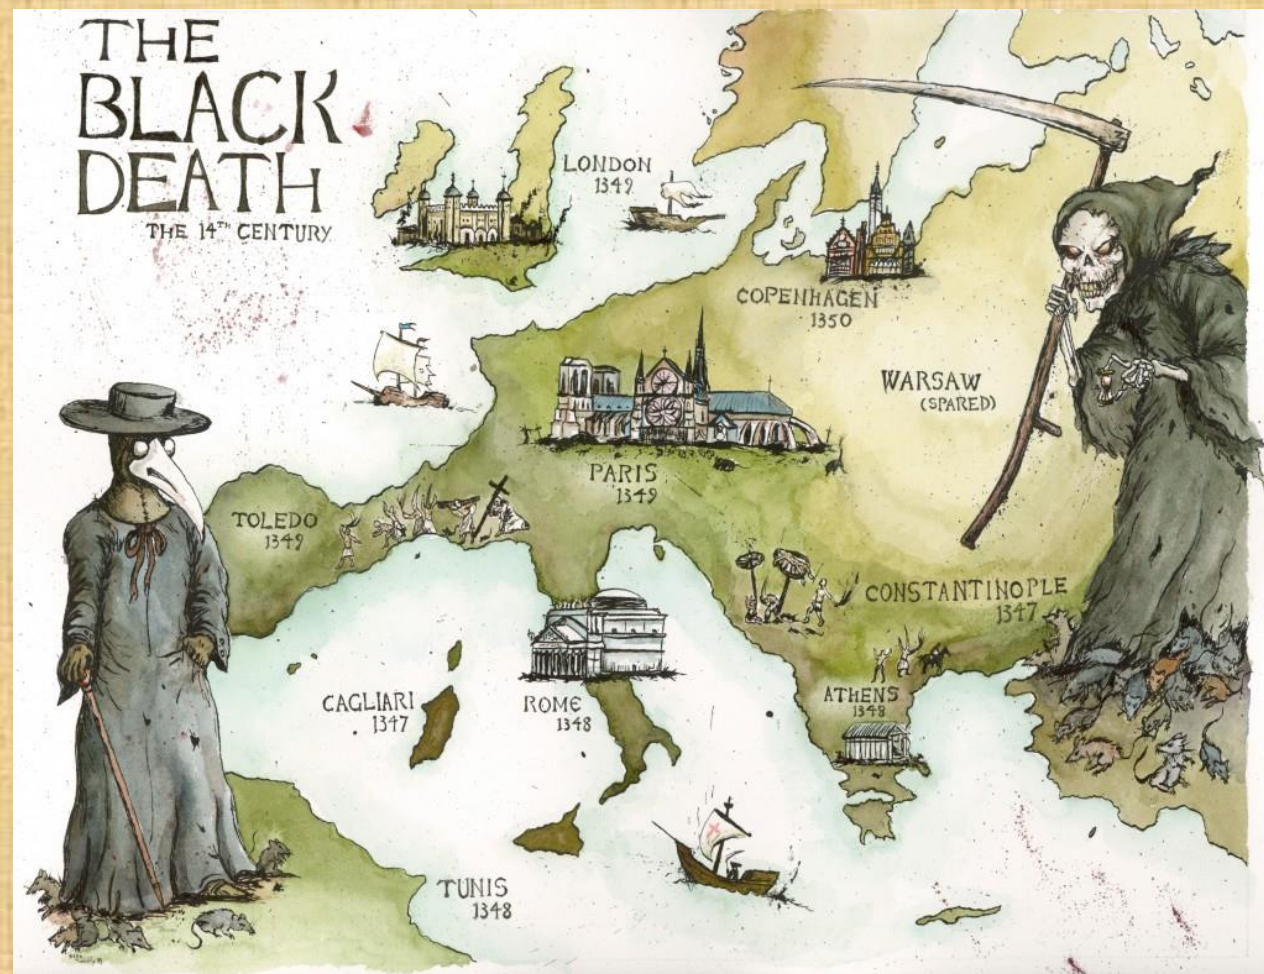 THE
BLACK
DEATH
THE 14TH CENTURY
LONDON
1349
COPENHAGEN
1350
WARSAW
(SPARED)
PARIS
1349
TOLEDO
1349
CONSTANTINOPLE
1347
CAGLIARI
1347
ROME
1348
ATHENS
1348
TUNIS
1348